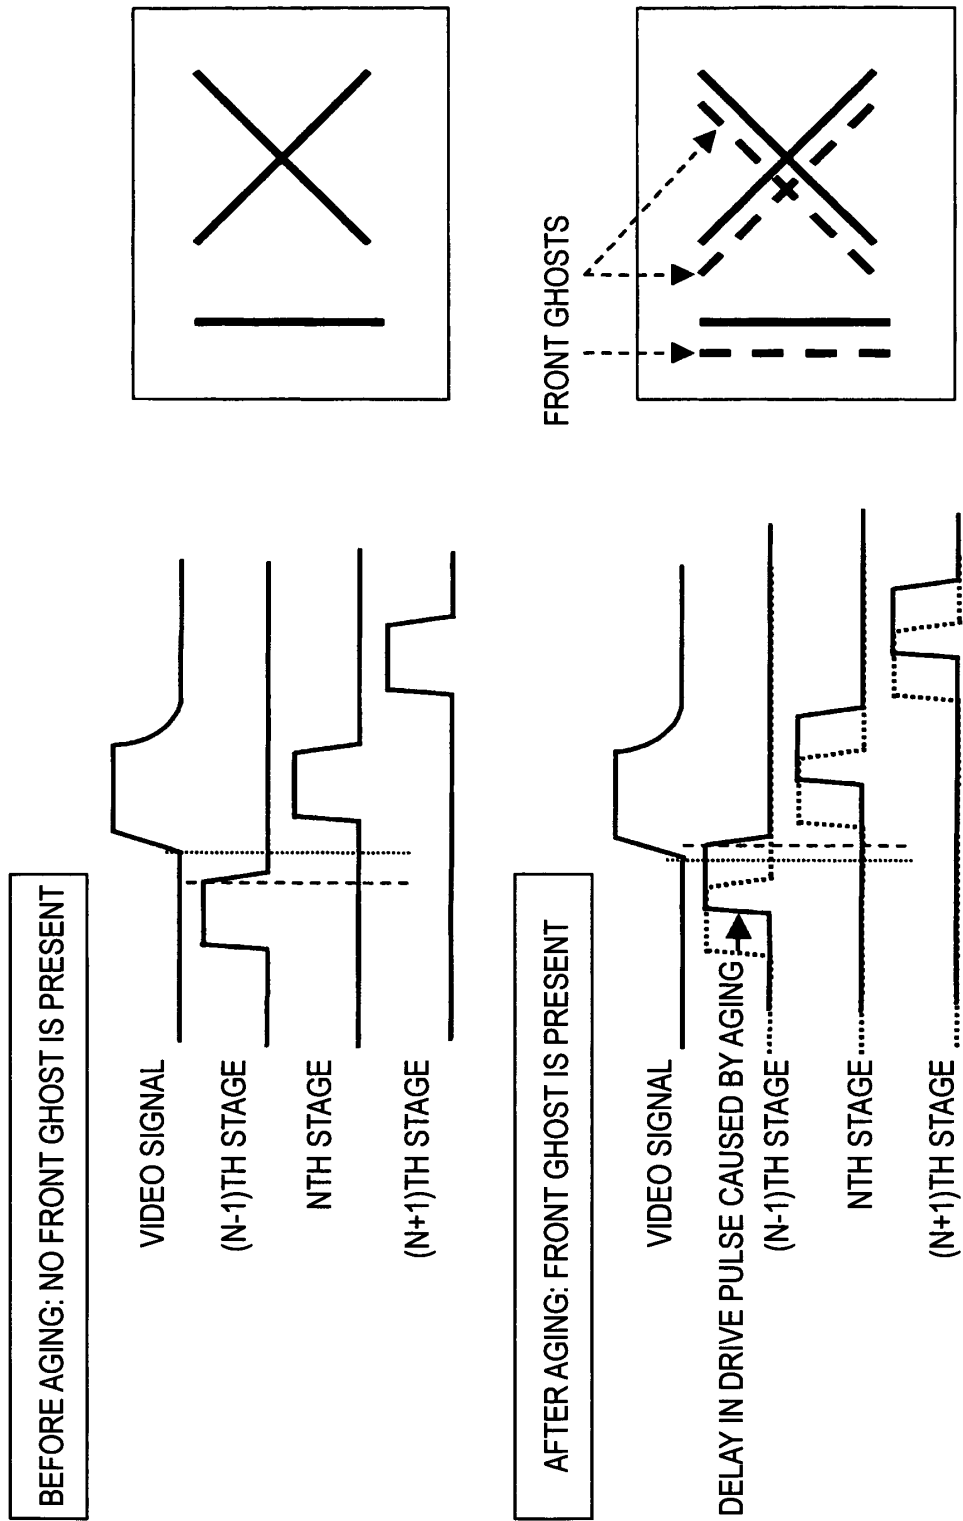 BEFORE AGING: NO FRONT GHOST IS PRESENT
VIDEO SIGNAL
(N-1)TH STAGE
NTH STAGE
(N+1)TH STAGE
AFTER AGING: FRONT GHOST IS PRESENT
VIDEO SIGNAL
DELAY IN DRIVE PULSE CAUSED BY AGING
(N-1)TH STAGE
NTH STAGE
(N+1)TH STAGE
FRONT GHOSTS